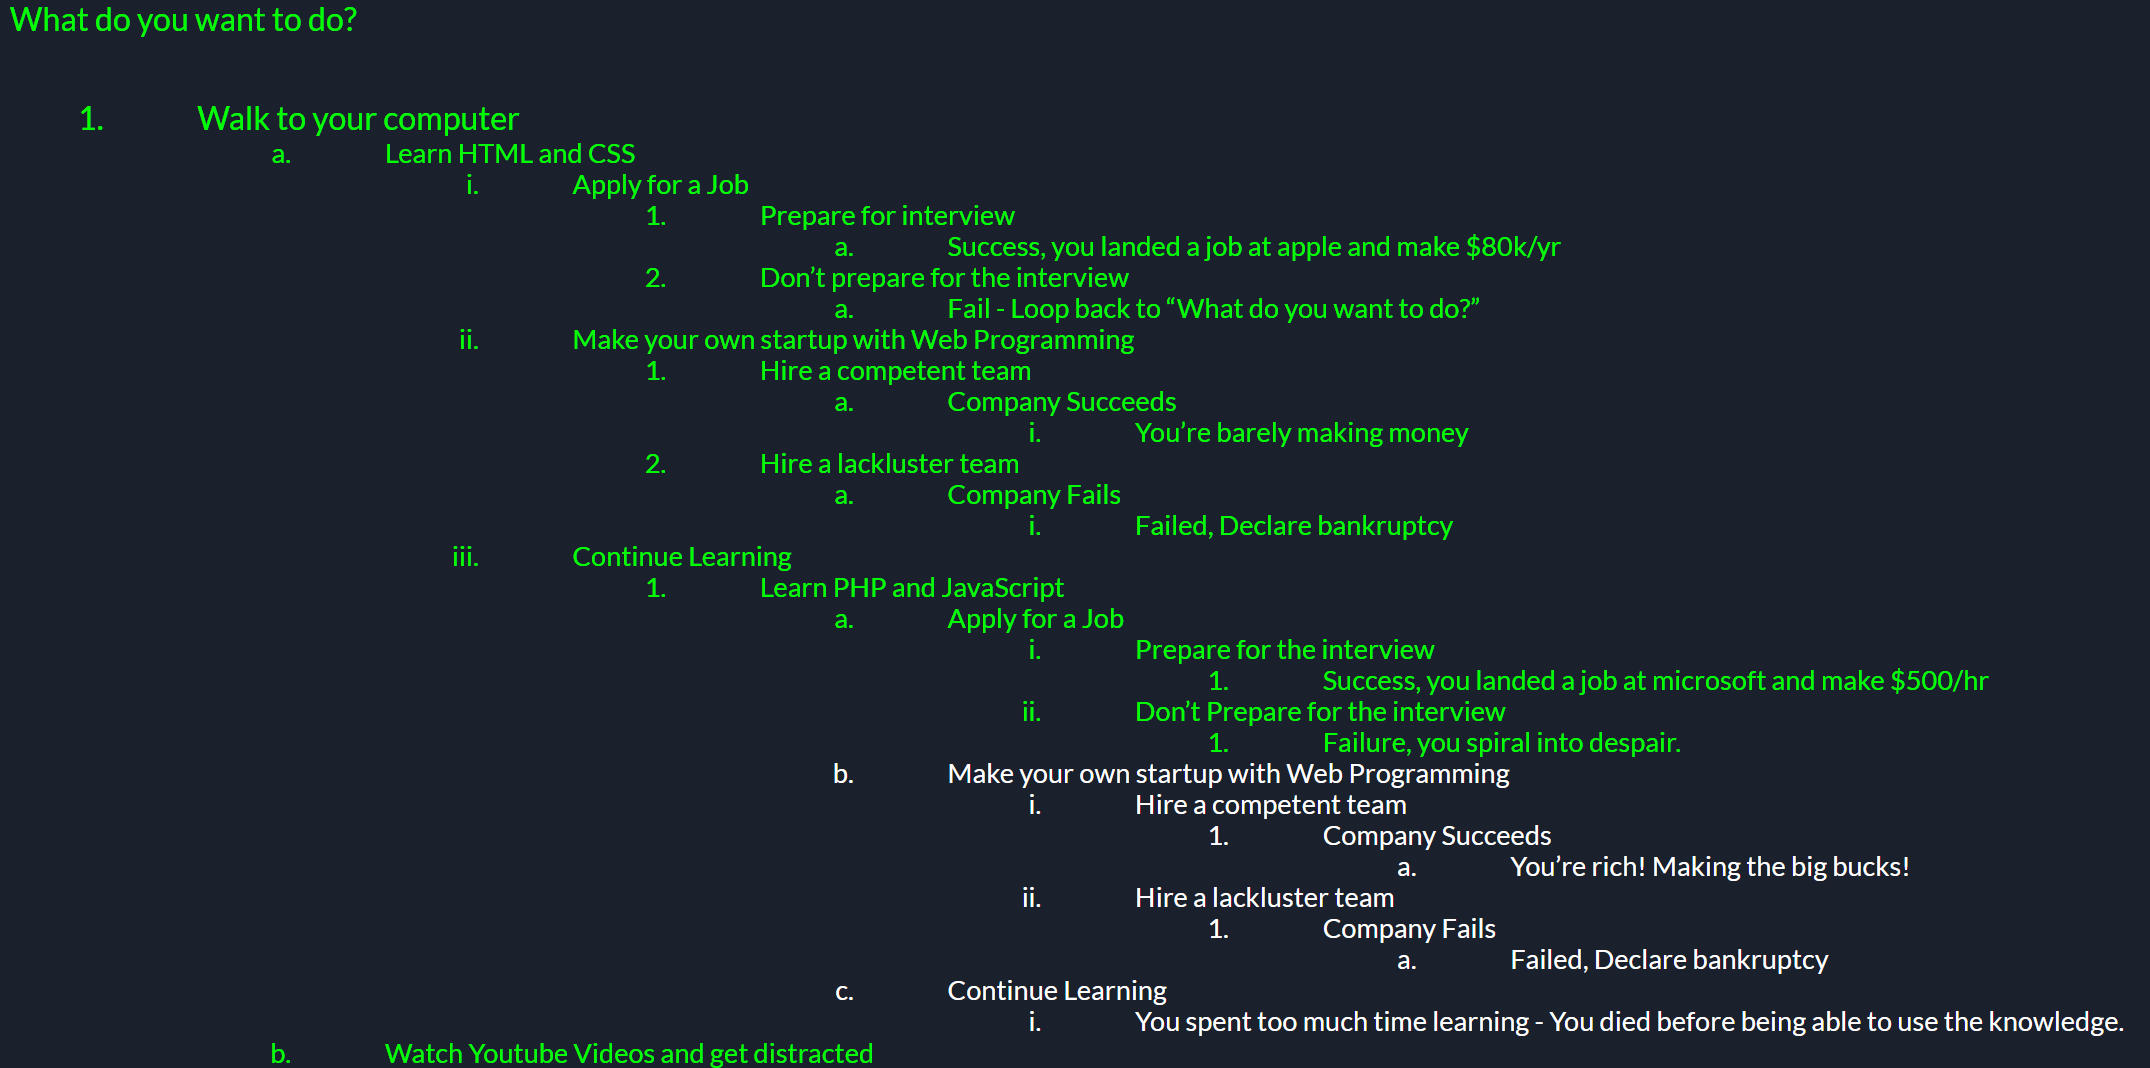 What do you want to do?
1. Walk to your computer
a. Learn HTML and CSS
i. Apply for a Job
1. Prepare for interview
a. Success, you landed a job at apple and make $80k/yr
2. Don’t prepare for the interview
a. Fail - Loop back to “What do you want to do?”
ii. Make your own startup with Web Programming
1. Hire a competent team
a. Company Succeeds
i. You’re barely making money
2. Hire a lackluster team
a. Company Fails
i. Failed, Declare bankruptcy
iii. Continue Learning
1. Learn PHP and JavaScript
a. Apply for a Job
i. Prepare for the interview
1. Success, you landed a job at microsoft and make $500/hr
ii. Don’t Prepare for the interview
1. Failure, you spiral into despair.
b. Make your own startup with Web Programming
i. Hire a competent team
1. Company Succeeds
a. You’re rich! Making the big bucks!
ii. Hire a lackluster team
1. Company Fails
a. Failed, Declare bankruptcy
c. Continue Learning
i. You spent too much time learning - You died before being able to use the knowledge.
b. Watch Youtube Videos and get distracted